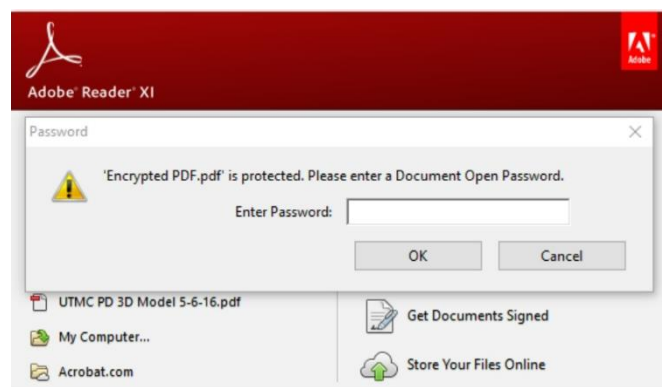 Adobe® Reader® XI
Adobe
Password
'Encrypted PDF.pdf' is protected. Please enter a Document Open Password.
Enter Password:
OK
Cancel
UTMC PD 3D Model 5-6-16.pdf
My Computer...
Acrobat.com
Get Documents Signed
Store Your Files Online